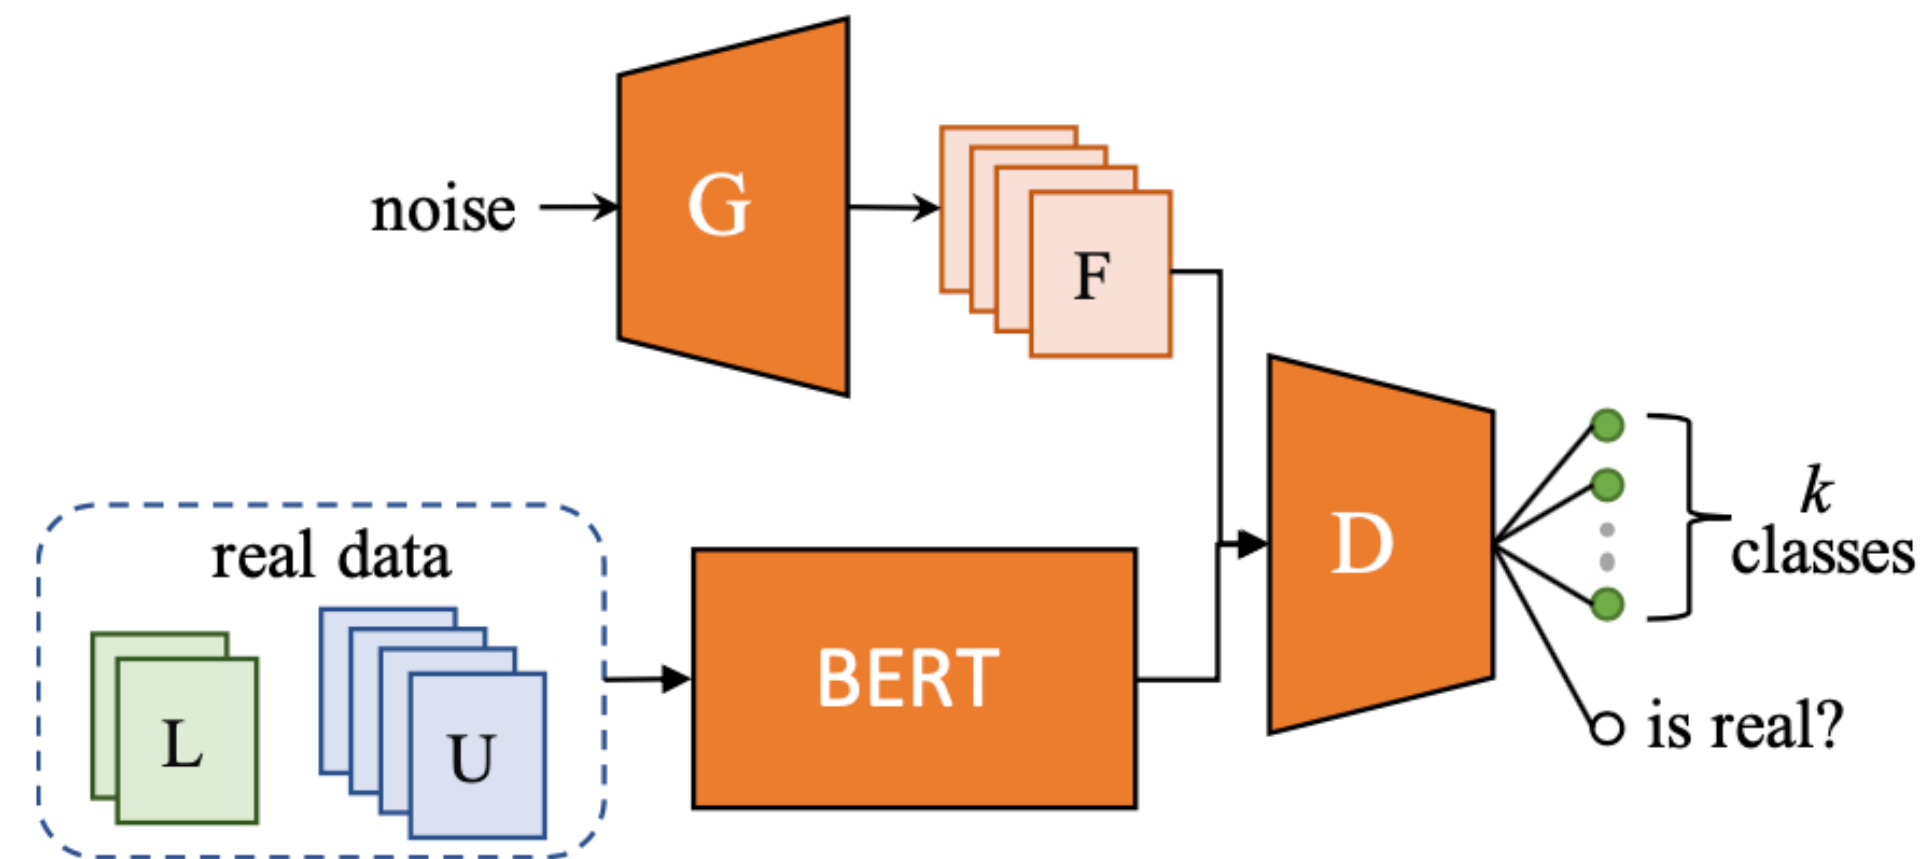 noise
G
F
real data
L
U
BERT
D
k
classes
is real?